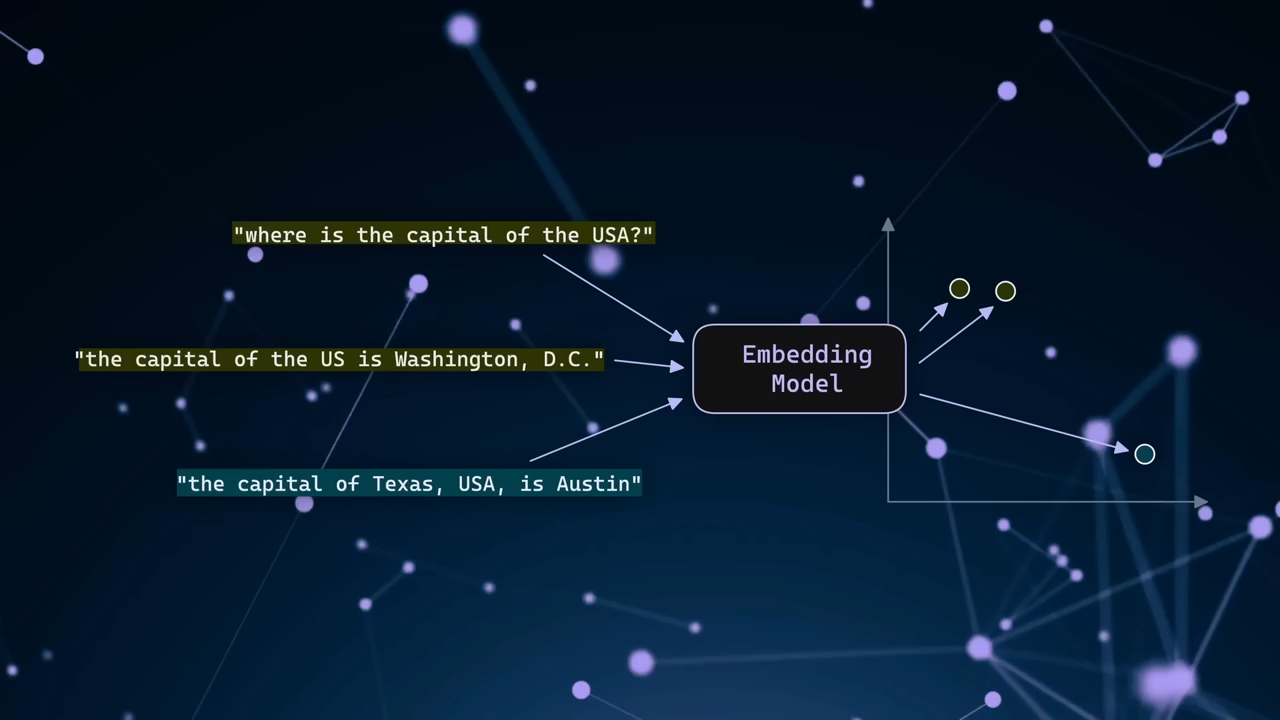 "where is the capital of the USA?"
"the capital of the US is Washington, D.C."
Embedding
Model
"the capital of Texas, USA, is Austin"